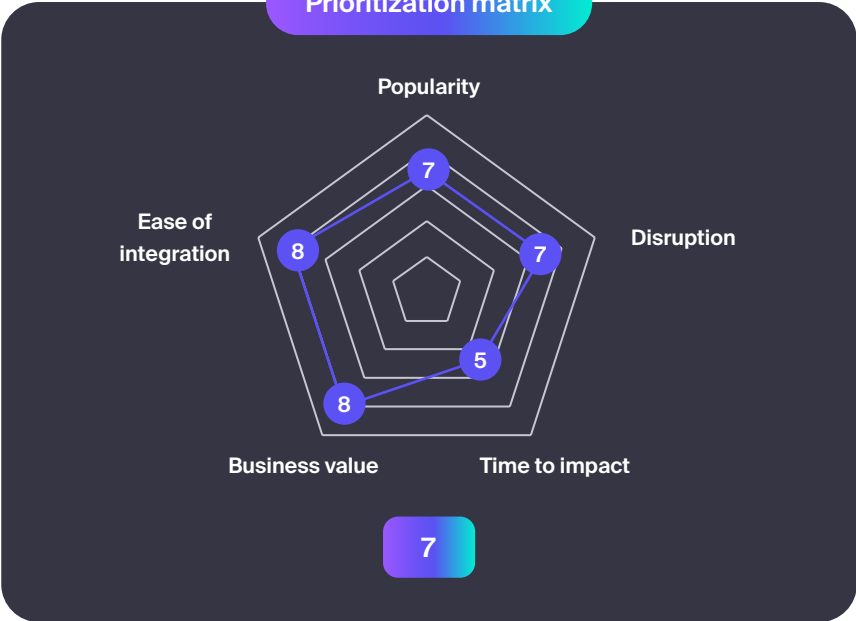 Prioritization matrix
Popularity
7
Ease of
integration
8
7
Disruption
5
8
Business value
Time to impact
7